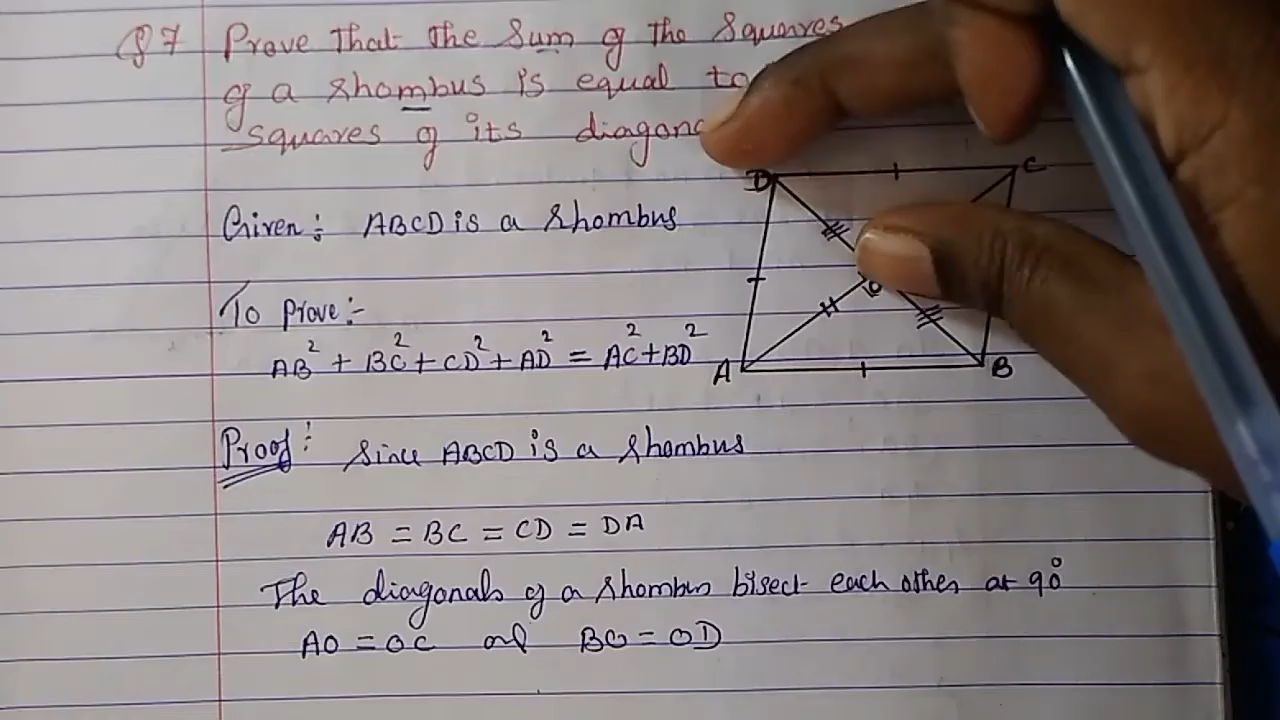 Q7 Prove that the Sum of the Squares
of a rhombus is equal to
squares of its
D
C
Given: ABCD is a rhombus
O
To prove:-
AB² + BC² + CD² + AD² = AC² + BD²
A
B
Proof: Since ABCD is a rhombus
AB = BC = CD = DA
The diagonals of a rhombus bisect each other at 90°
AO = OC and BO = OD